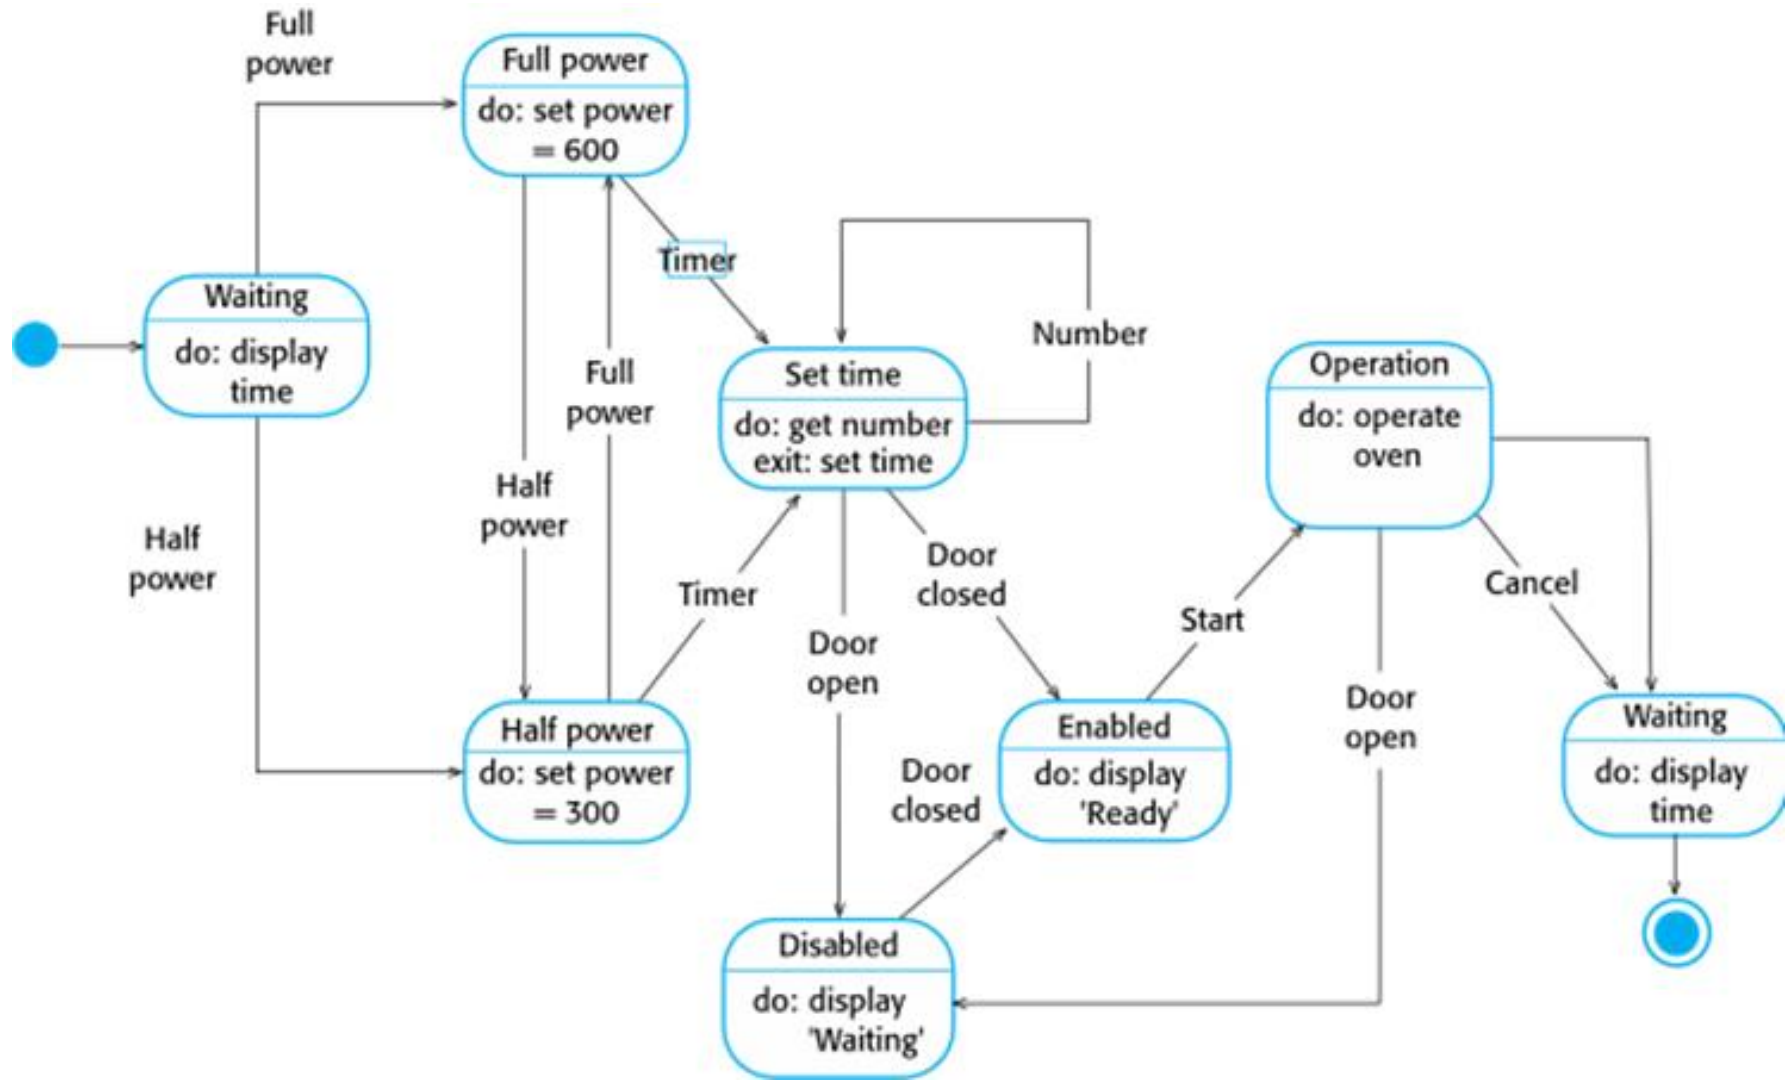 Full
power
Full power
do: set power
= 600
Timer
Waiting
do: display
time
Full
power
Half
power
Half
power
Set time
do: get number
exit: set time
Number
Operation
do: operate
oven
Timer
Door
open
Door
closed
Start
Cancel
Door
open
Half power
do: set power
= 300
Door
closed
Enabled
do: display
'Ready'
Waiting
do: display
time
Disabled
do: display
'Waiting'